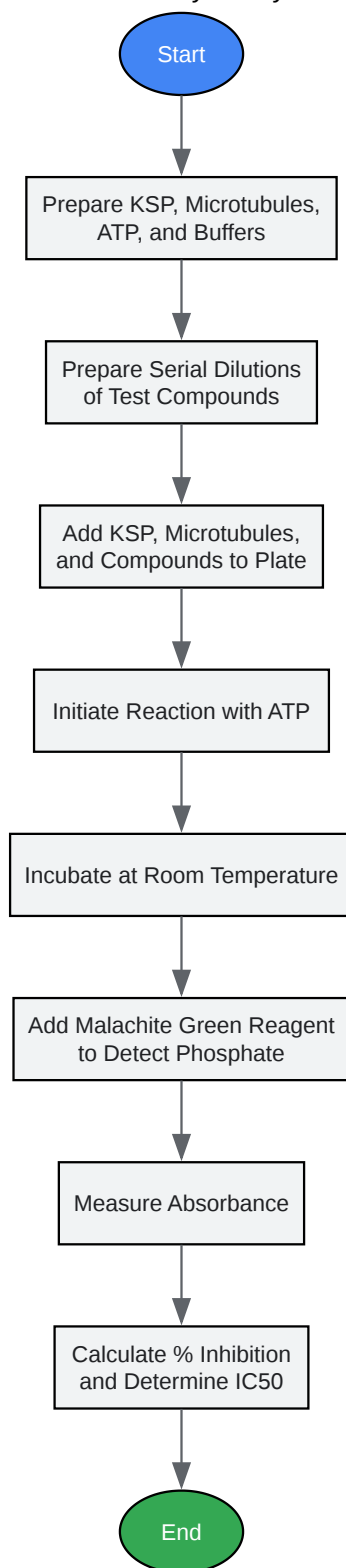 Start
Prepare KSP, Microtubules,
ATP, and Buffers
Prepare Serial Dilutions
of Test Compounds
Add KSP, Microtubules,
and Compounds to Plate
Initiate Reaction with ATP
Incubate at Room Temperature
Add Malachite Green Reagent
to Detect Phosphate
Measure Absorbance
Calculate % Inhibition
and Determine IC50
End